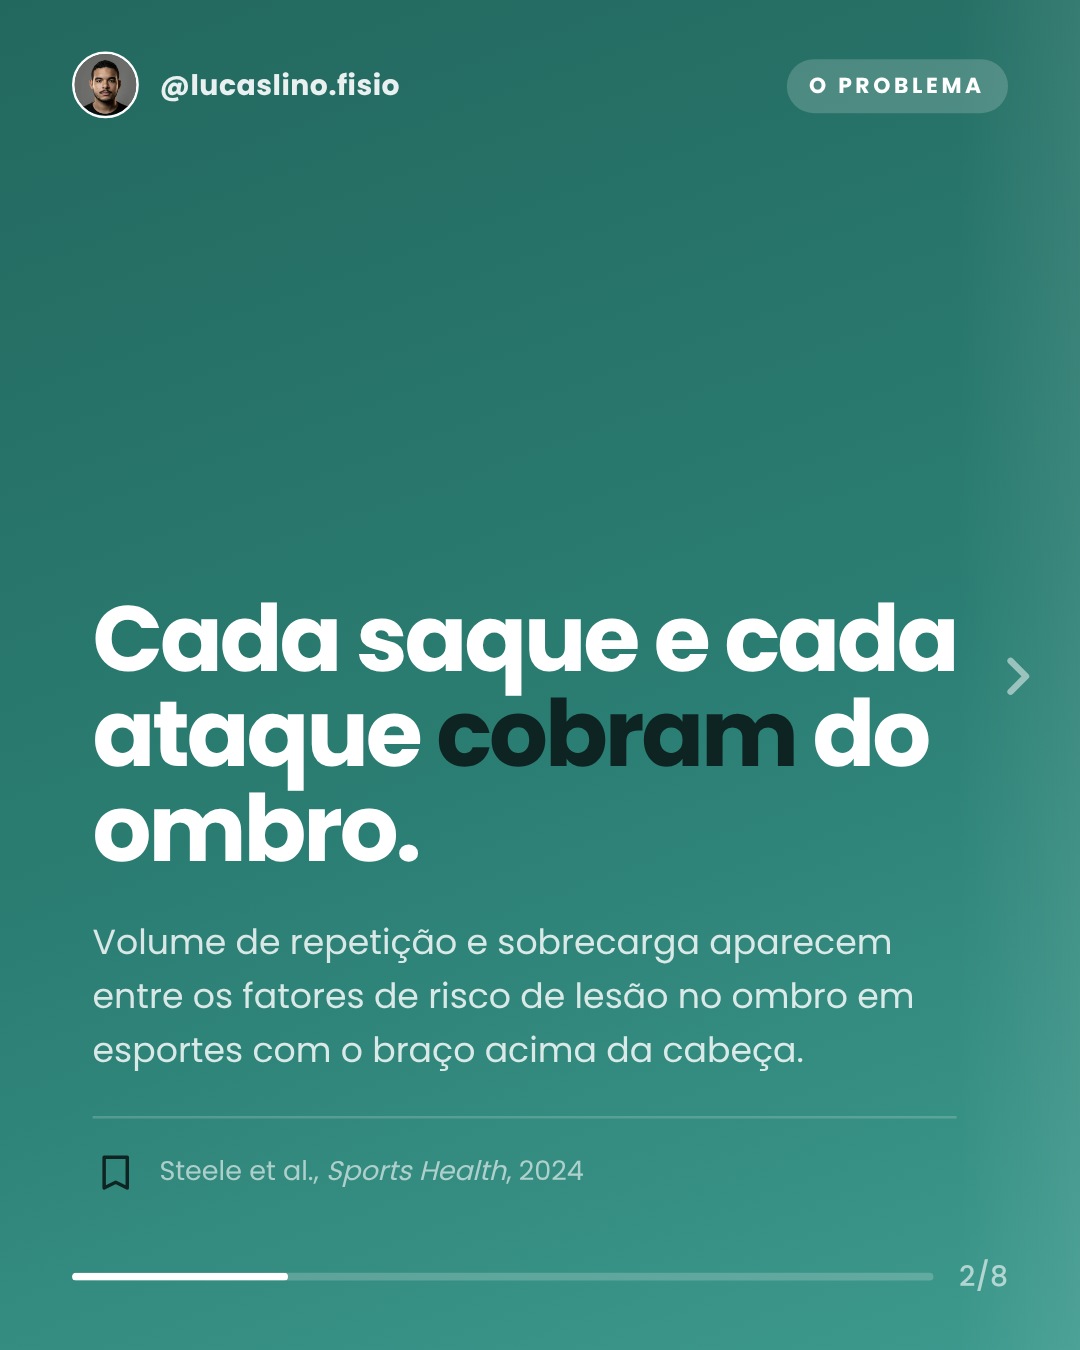 @lucaslino.fisio
O PROBLEMA
Cada saque e cada
ataque cobram do
ombro.
Volume de repetição e sobrecarga aparecem
entre os fatores de risco de lesão no ombro em
esportes com o braço acima da cabeça.
Steele et al., Sports Health, 2024
2/8